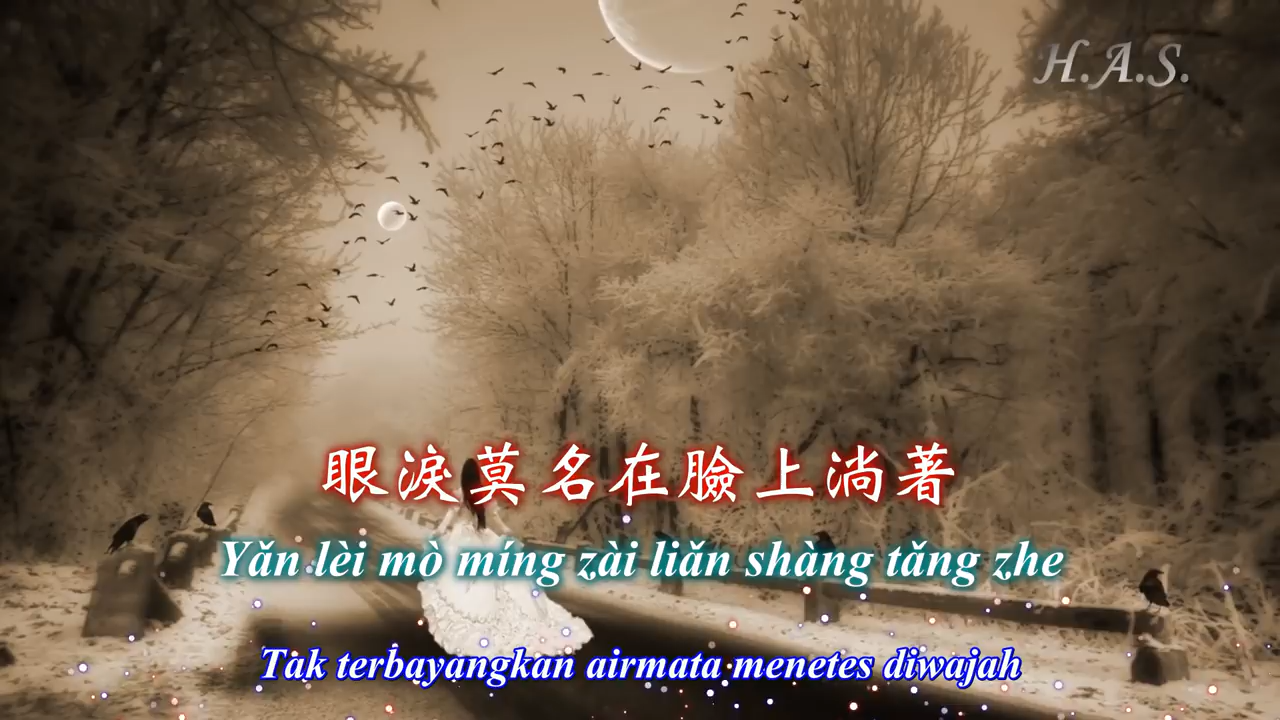 H.A.S.
眼淚莫名在臉上淌著
Yǎn lèi mò míng zài liǎn shàng tǎng zhe
Tak terbayangkan airmata menetes diwajah